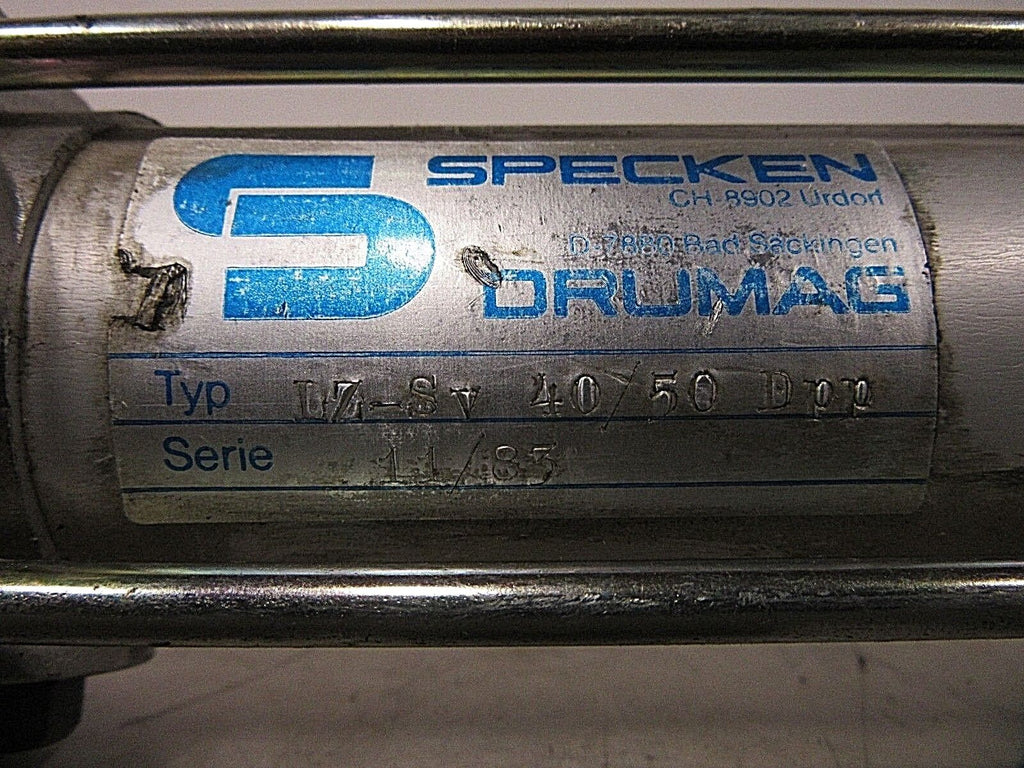 SPECKEN
CH-8902 Urdorf
D-7880 Bad Säckingen
DRUMAG
Typ LZ-Sv 40/50 Dpp
Serie 11/83